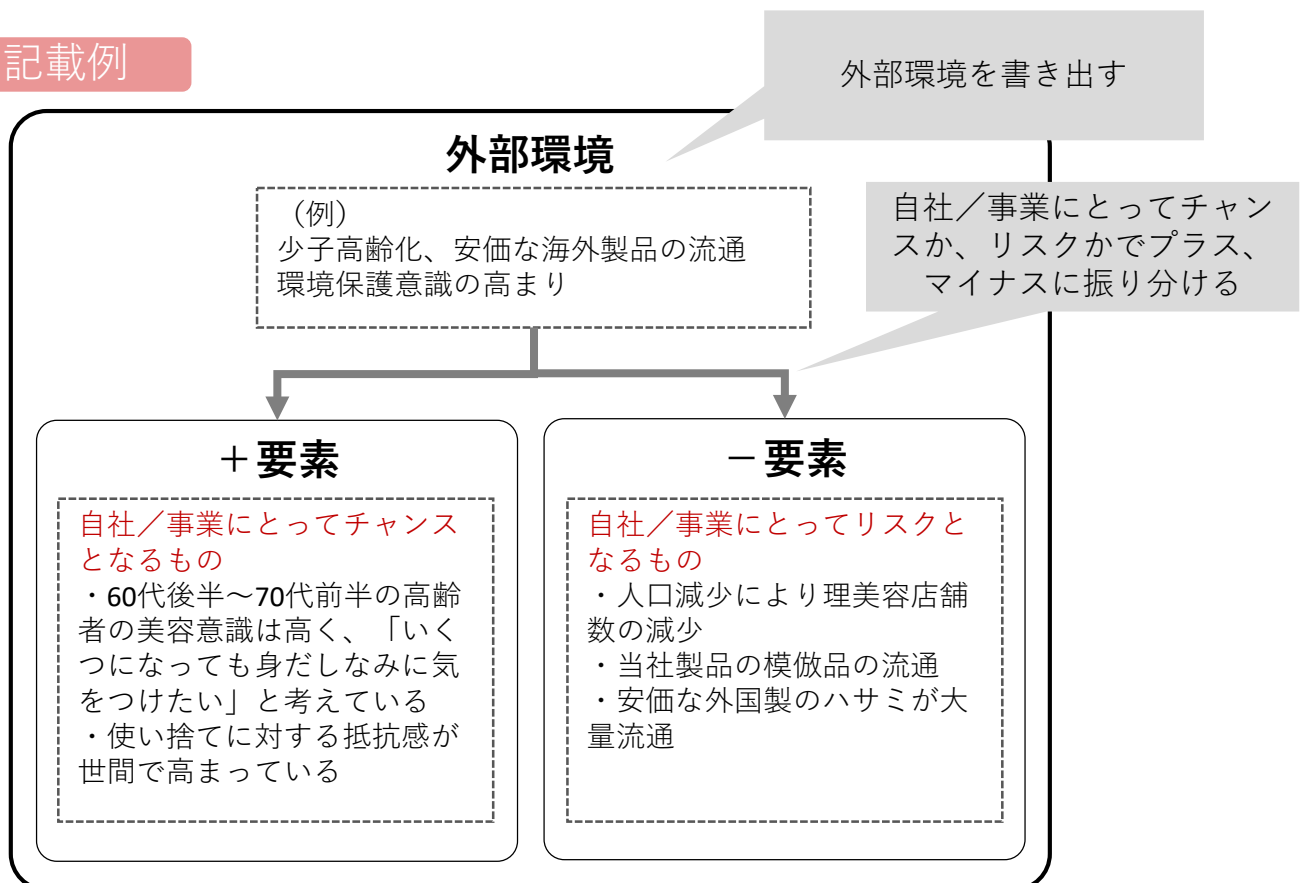 記載例
外部環境を書き出す
外部環境
(例)
少子高齢化、安価な海外製品の流通
環境保護意識の高まり
自社／事業にとってチャン
スか、リスクかでプラス、
マイナスに振り分ける
＋要素
自社／事業にとってチャンス
となるもの
・60代後半～70代前半の高齢
者の美容意識は高く、「いく
つになっても身だしなみに気
をつけたい」と考えている
・使い捨てに対する抵抗感が
世間で高まっている
－要素
自社／事業にとってリスクと
なるもの
・人口減少により理美容店舗
数の減少
・当社製品の模倣品の流通
・安価な外国製のハサミが大
量流通